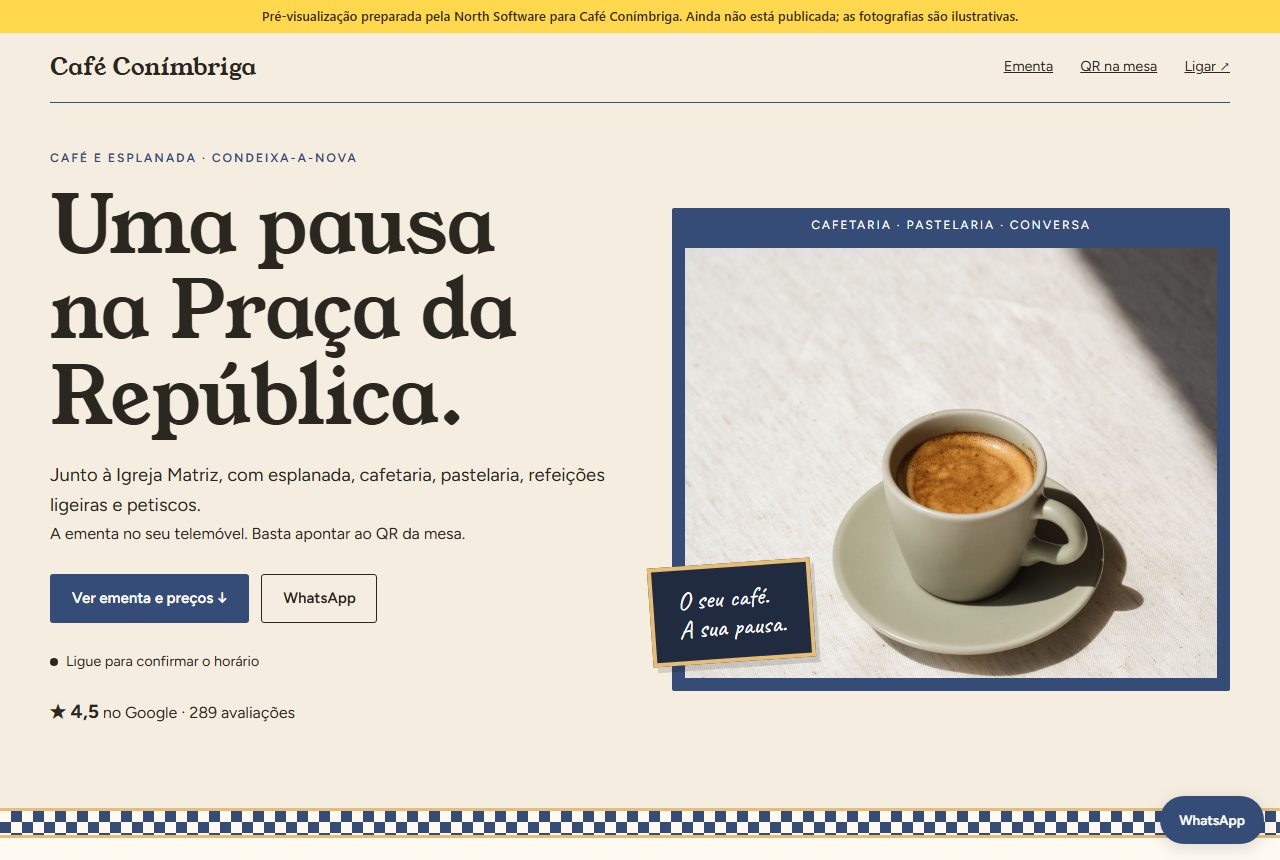 Pré-visualização preparada pela North Software para Café Conímbriga. Ainda não está publicada; as fotografias são ilustrativas.
Café Conímbriga
Ementa
QR na mesa
Ligar ↗
CAFÉ E ESPLANADA · CONDEIXA-A-NOVA
Uma pausa
na Praça da
República.
Junto à Igreja Matriz, com esplanada, cafetaria, pastelaria, refeições
ligeiras e petiscos.
A ementa no seu telemóvel. Basta apontar ao QR da mesa.
Ver ementa e preços ↓
WhatsApp
Ligue para confirmar o horário
★ 4,5 no Google · 289 avaliações
CAFETARIA · PASTELARIA · CONVERSA
O seu café.
A sua pausa.
WhatsApp